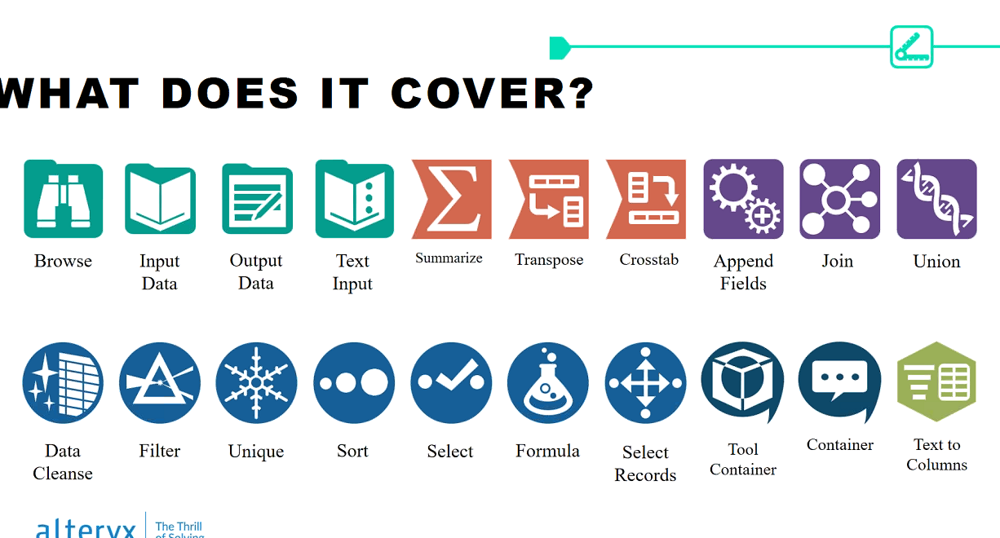 WHAT DOES IT COVER?
Browse
Input
Data
Output
Data
Text
Input
Summarize
Transpose
Crosstab
Append
Fields
Join
Union
Data
Cleanse
Filter
Unique
Sort
Select
Formula
Select
Records
Tool
Container
Container
Text to
Columns
alteryx
The Thrill
of Solving